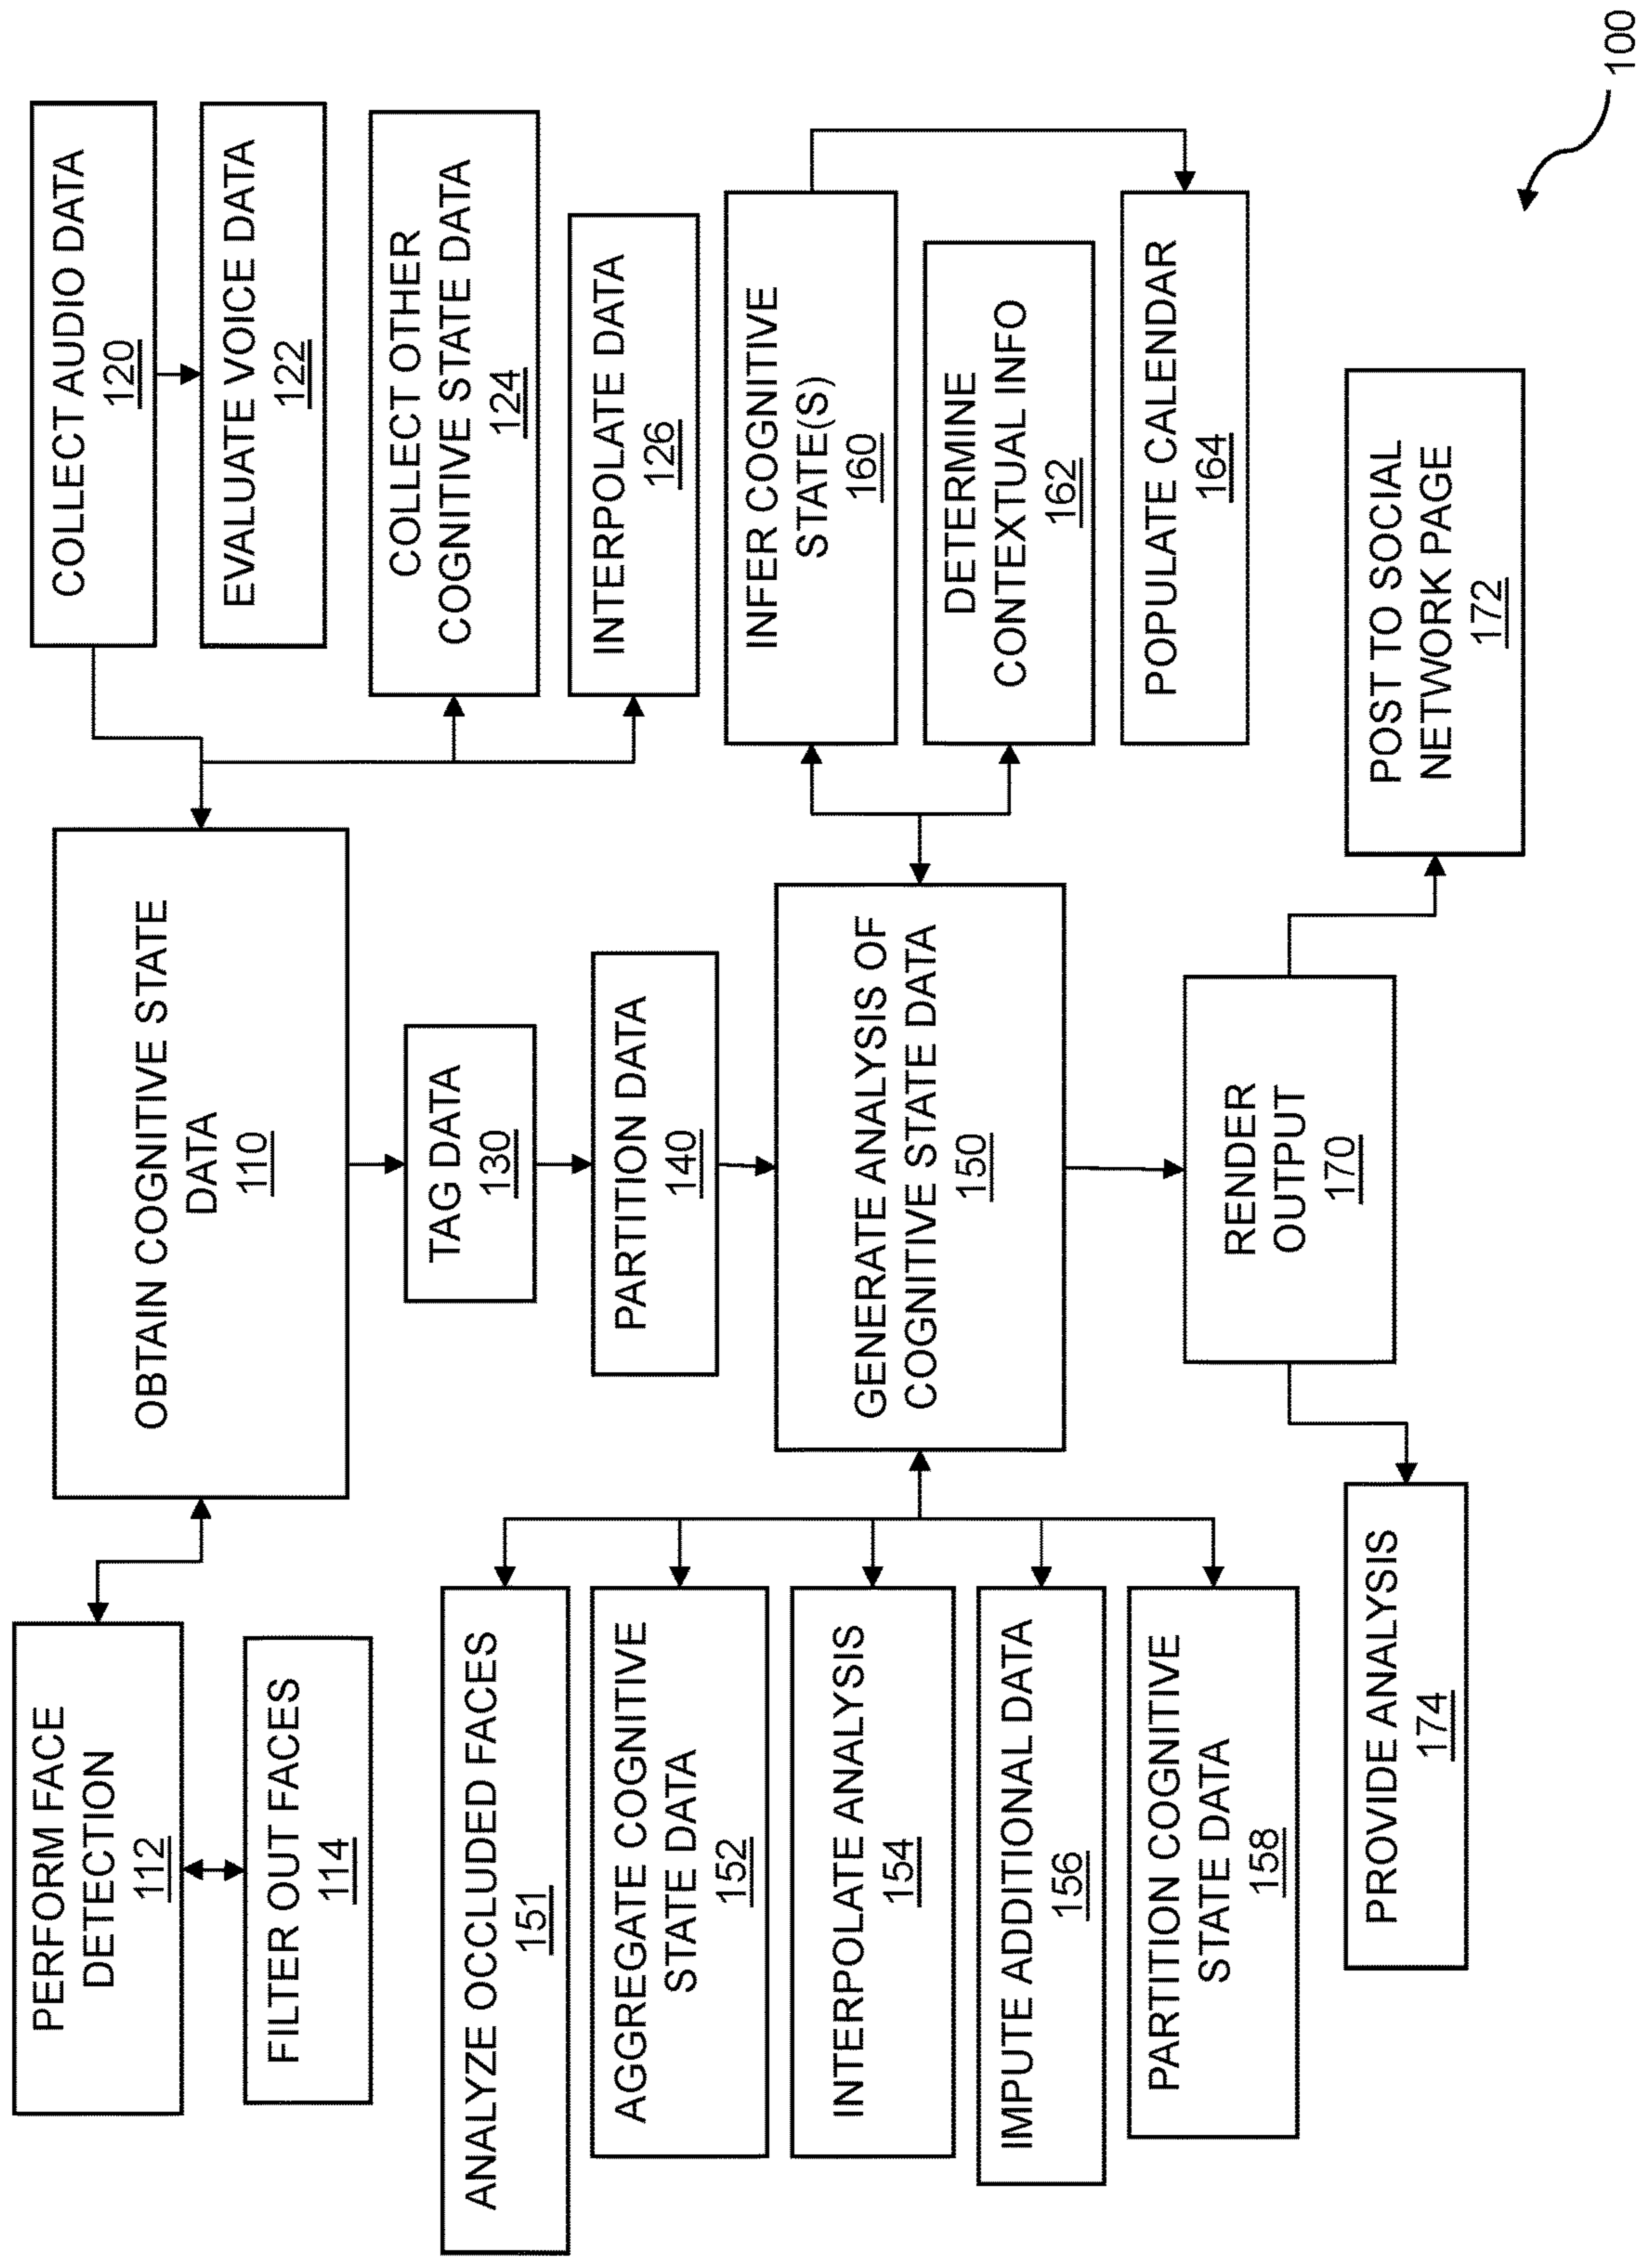 PERFORM FACE
DETECTION
112
FILTER OUT FACES
114
OBTAIN COGNITIVE STATE
DATA
110
COLLECT AUDIO DATA
120
EVALUATE VOICE DATA
122
COLLECT OTHER
COGNITIVE STATE DATA
124
INTERPOLATE DATA
126
TAG DATA
130
PARTITION DATA
140
ANALYZE OCCLUDED FACES
151
AGGREGATE COGNITIVE
STATE DATA
152
INTERPOLATE ANALYSIS
154
IMPUTE ADDITIONAL DATA
156
PARTITION COGNITIVE
STATE DATA
158
GENERATE ANALYSIS OF
COGNITIVE STATE DATA
150
INFER COGNITIVE
STATE(S)
160
DETERMINE
CONTEXTUAL INFO
162
POPULATE CALENDAR
164
RENDER
OUTPUT
170
PROVIDE ANALYSIS
174
POST TO SOCIAL
NETWORK PAGE
172
100